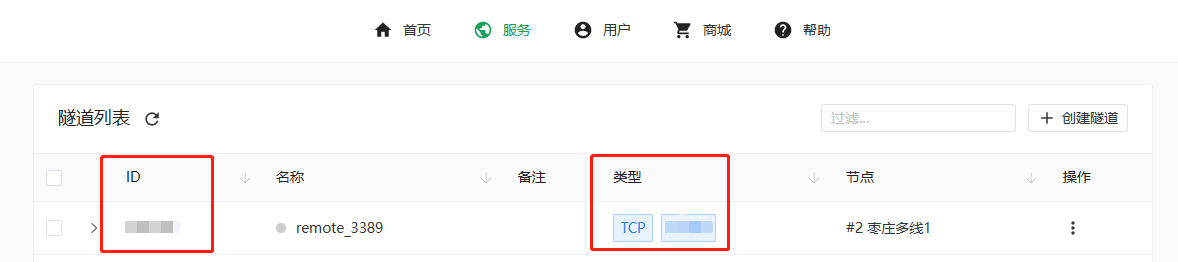 首页 服务 用户 商城 帮助
隧道列表 过滤... 创建隧道
ID 名称 备注 类型 节点 操作
remote_3389 TCP #2 枣庄多线1